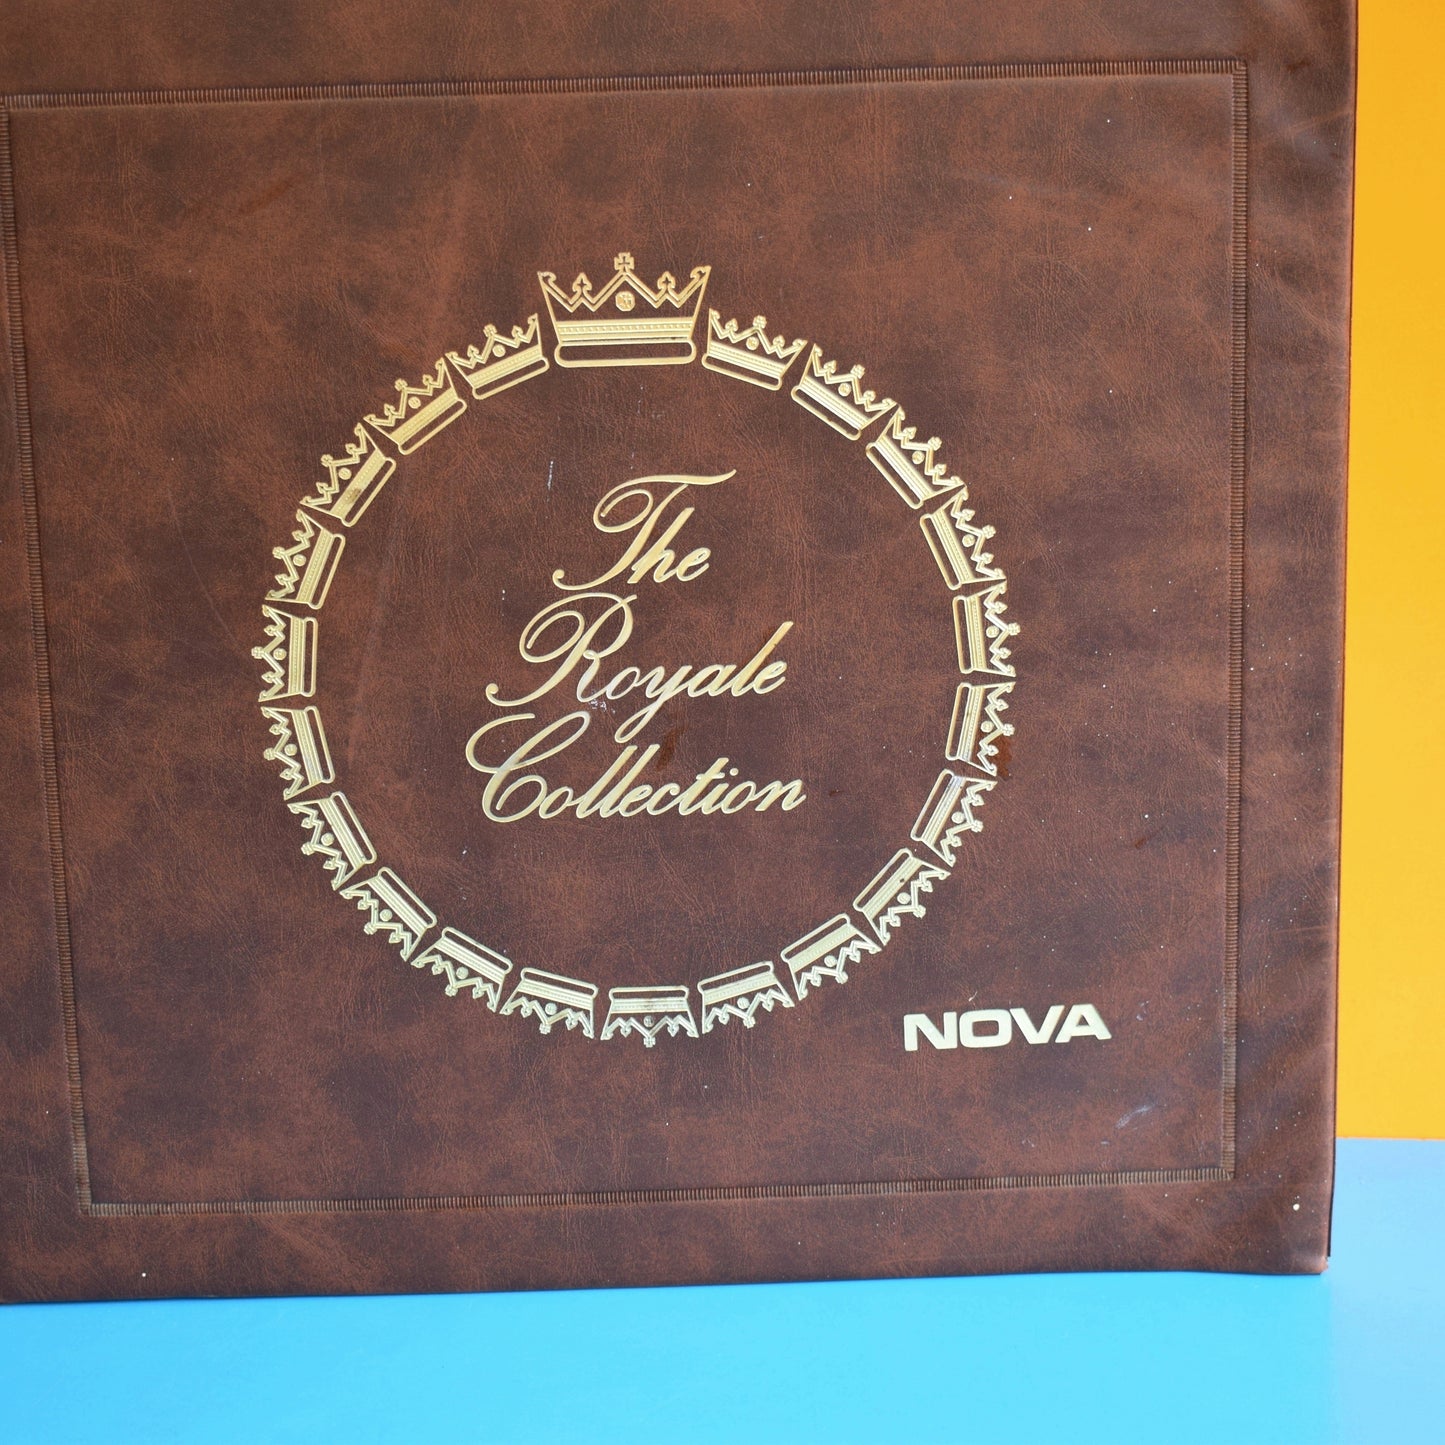 The
Royale
Collection
NOVA